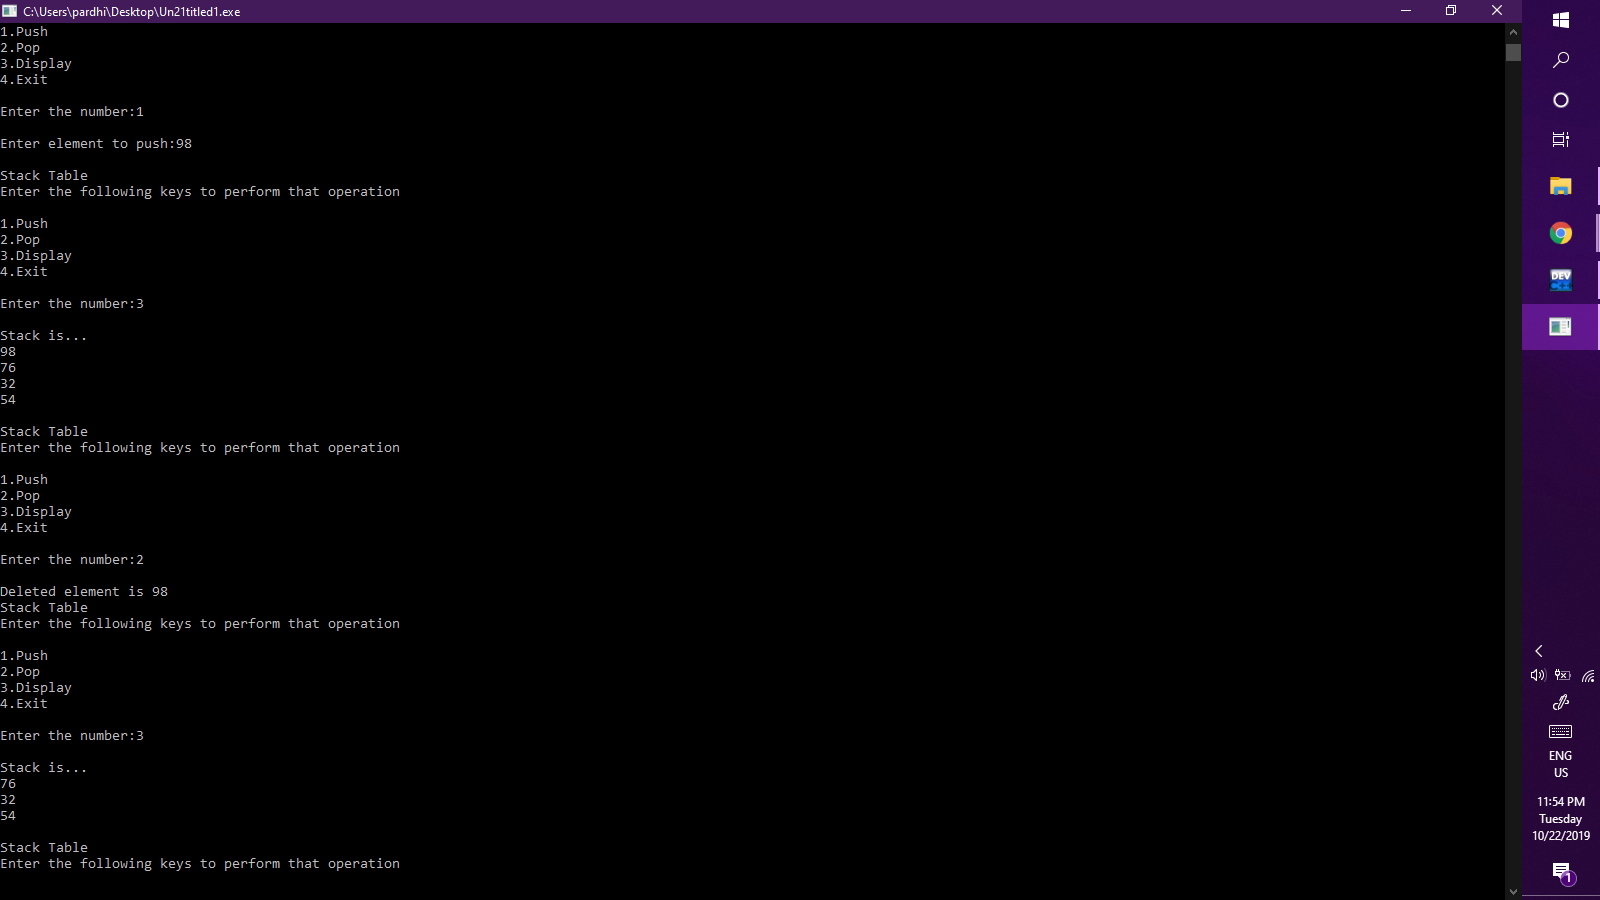 C:\Users\pardhi\Desktop\Un21titled1.exe
1.Push
2.Pop
3.Display
4.Exit
Enter the number:1
Enter element to push:98
Stack Table
Enter the following keys to perform that operation
1.Push
2.Pop
3.Display
4.Exit
Enter the number:3
Stack is...
98
76
32
54
Stack Table
Enter the following keys to perform that operation
1.Push
2.Pop
3.Display
4.Exit
Enter the number:2
Deleted element is 98
Stack Table
Enter the following keys to perform that operation
1.Push
2.Pop
3.Display
4.Exit
Enter the number:3
Stack is...
76
32
54
Stack Table
Enter the following keys to perform that operation
DEV
C++
ENG
US
11:54 PM
Tuesday
10/22/2019
1